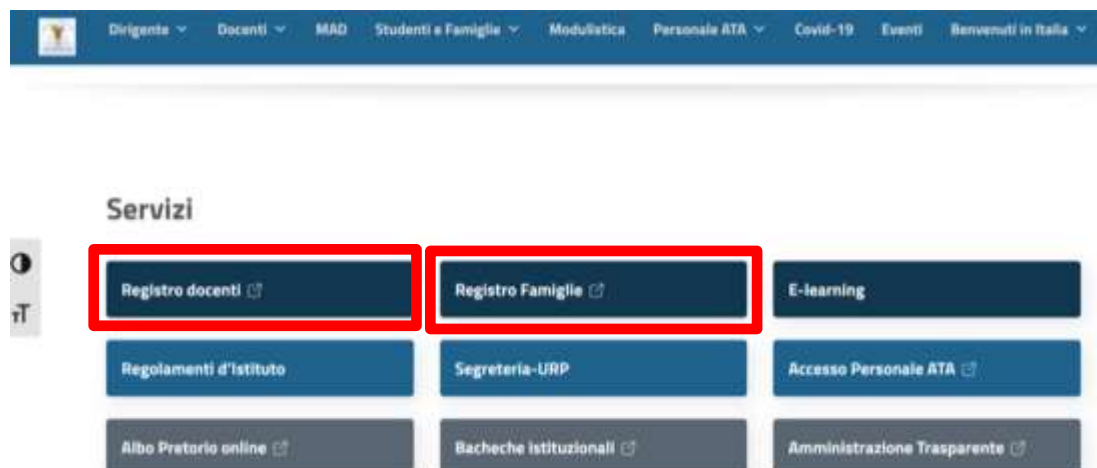 Dirigente Docenti MAD Studenti e Famiglie Modulistica Personale ATA Covid-19 Eventi Benvenuti in Italia
Servizi
Registro docenti Registro Famiglie E-learning
TT
Regolamenti d'Istituto Segreteria-URP Accesso Personale ATA
Albo Pretorio online Bacheche istituzionali Amministrazione Trasparente